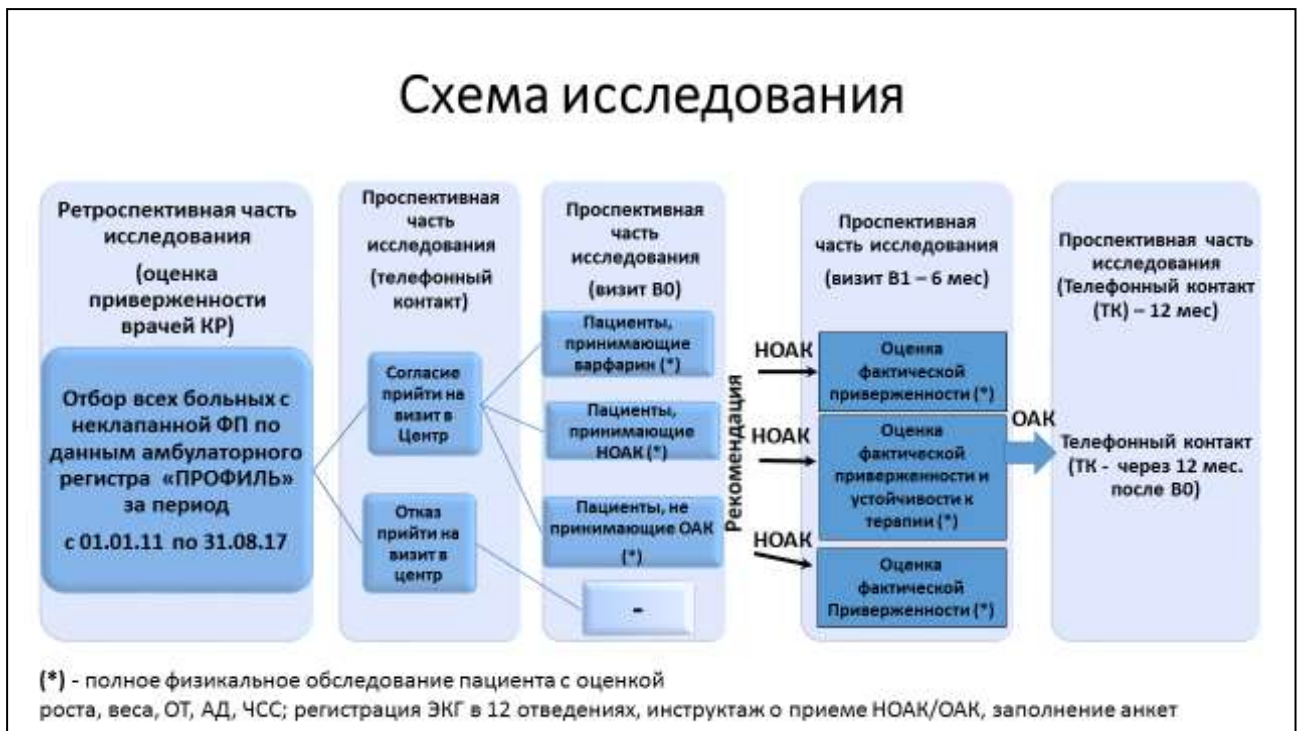 Схема исследования
Ретроспективная часть
исследования
(оценка
приверженности
врачей КР)
Отбор всех больных с
неклапанной ФП по
данным амбулаторного
регистра «ПРОФИЛЬ»
за период
с 01.01.11 по 31.08.17
Проспективная
часть
исследования
(телефонный
контакт)
Согласие
прийти на
визит в
Центр
Отказ
прийти на
визит в
центр
Проспективная
часть
исследования
(визит В0)
Пациенты,
принимающие
варфарин (*)
Пациенты,
принимающие
НОАК (*)
Пациенты, не
принимающие ОАК
(*)
-
Рекомендация
НОАК
НОАК
НОАК
Проспективная
часть исследования
(визит В1 – 6 мес)
Оценка
фактической
приверженности (*)
Оценка
фактической
приверженности и
устойчивости к
терапии (*)
Оценка
фактической
Приверженности (*)
ОАК
Проспективная часть
исследования
(Телефонный контакт
(ТК) – 12 мес)
Телефонный контакт
(ТК - через 12 мес.
после В0)
(*) - полное физикальное обследование пациента с оценкой
роста, веса, ОТ, АД, ЧСС; регистрация ЭКГ в 12 отведениях, инструктаж о приеме НОАК/ОАК, заполнение анкет